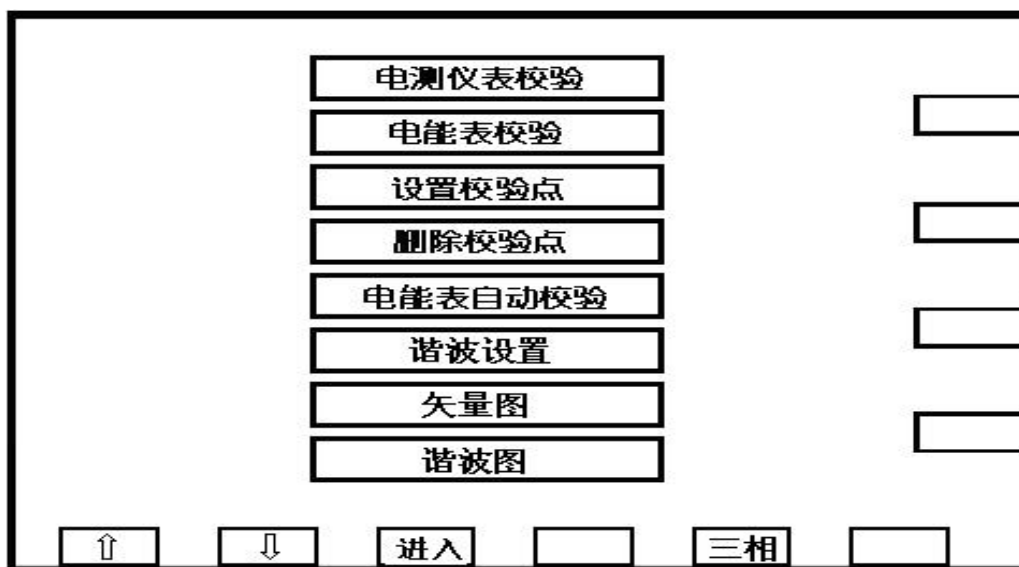 电测仪表校验
电能表校验
设置校验点
删除校验点
电能表自动校验
谐波设置
矢量图
谐波图
⇧ ⇩ 进入 三相